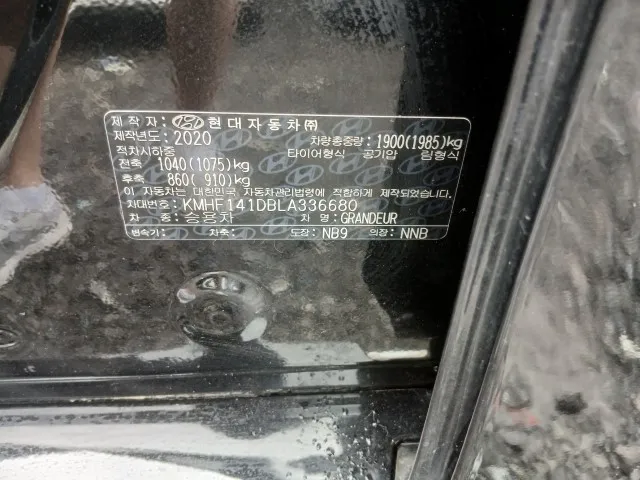 제 작 자: 현대자동차㈜
제작년도: 2020 차량총중량: 1900(1985)kg
적차시하중 타이어형식 공기압 림형식
전축 1040(1075)kg
후축 860( 910)kg
이 자동차는 대한민국 자동차관리법령에 적합하게 제작되었습니다.
차대번호: KMHF141DBLA336680
차 종: 승용차 차 명: GRANDEUR
변속기: 차축: 도장: NB9 의장: NNB